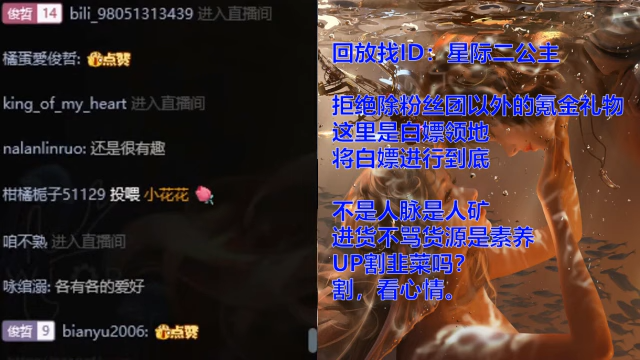 俊哲 14 bili_98051313439 进入直播间
橘蛋愛俊哲: 点赞
king_of_my_heart 进入直播间
nalanlinruo: 还是很有趣
柑橘栀子51129 投喂 小花花
咱不孰 进入直播间
咏绾溺: 各有各的爱好
俊哲 9 bianyu2006: 点赞
回放找ID：星际二公主
拒绝除粉丝团以外的氪金礼物
这里是白嫖领地
将白嫖进行到底
不是人脉是人矿
进货不骂货源是素养
UP割韭菜吗?
割，看心情。